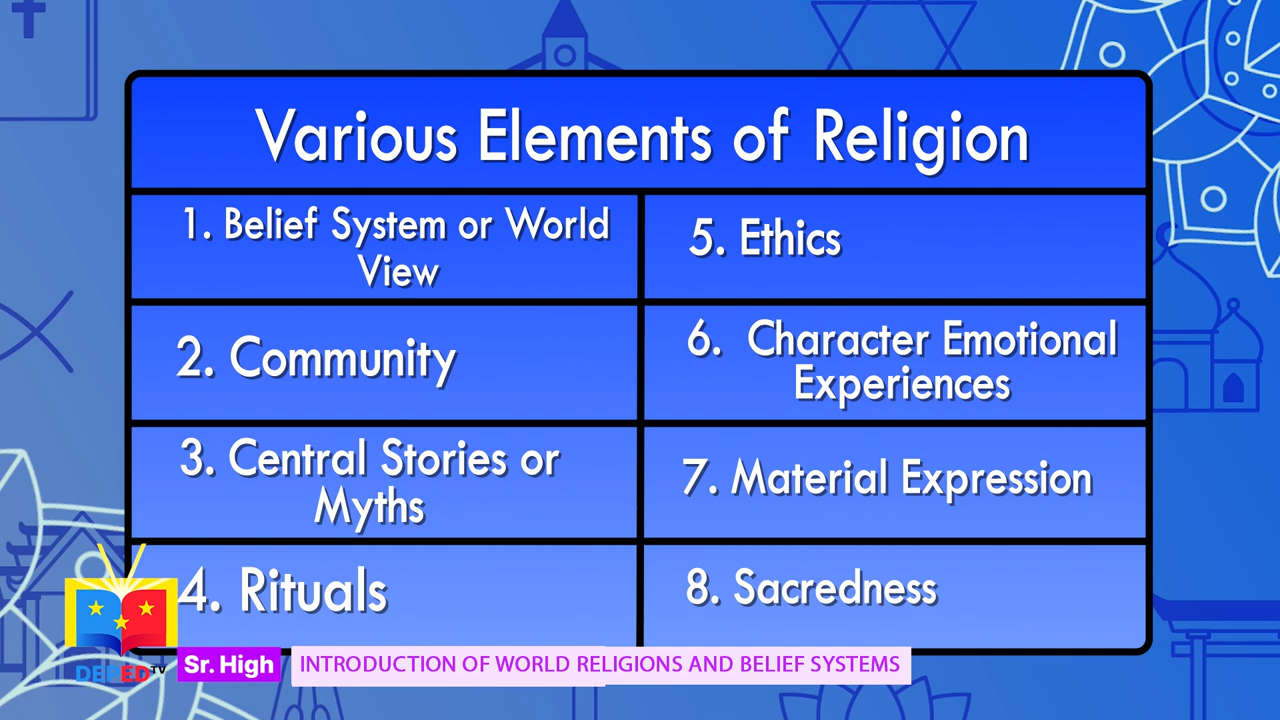 Various Elements of Religion
1. Belief System or World
View
2. Community
3. Central Stories or
Myths
4. Rituals
5. Ethics
6. Character Emotional
Experiences
7. Material Expression
8. Sacredness
DEPED TV
Sr. High
INTRODUCTION OF WORLD RELIGIONS AND BELIEF SYSTEMS